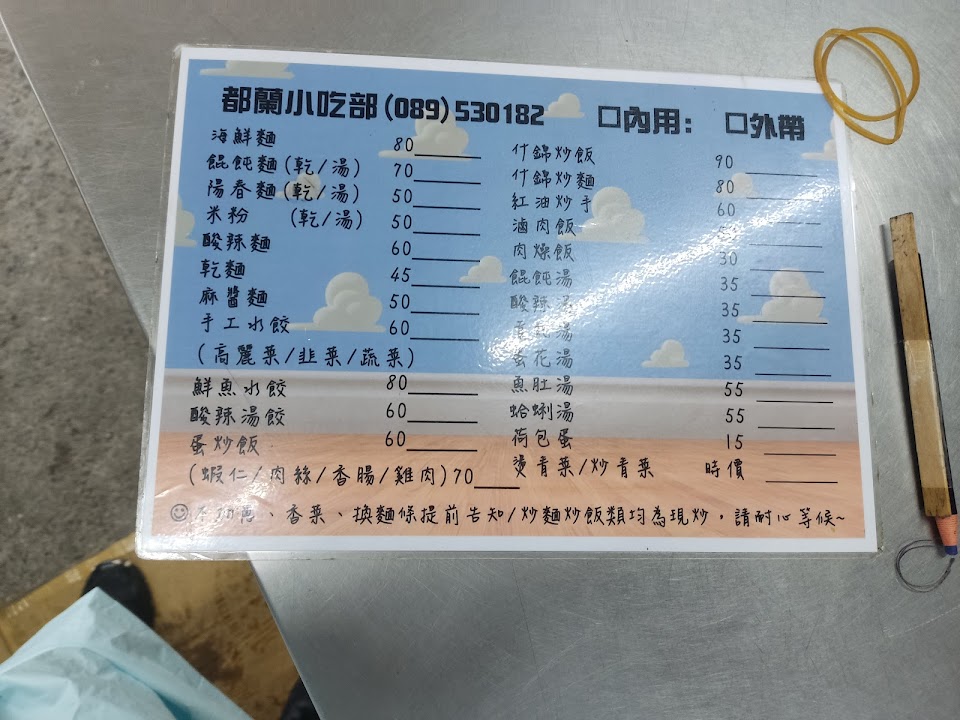 都蘭小吃部(089)530182 □內用: □外帶
海鮮麵 80
餛飩麵(乾/湯) 70
陽春麵(乾/湯) 50
米粉 (乾/湯) 50
酸辣麵 60
乾麵 45
麻醬麵 50
手工水餃 60
(高麗菜/韭菜/蔬菜)
鮮魚水餃 80
酸辣湯餃 60
蛋炒飯 60
(蝦仁/肉絲/香腸/雞肉)70
什錦炒飯 90
什錦炒麵 80
紅油炒手 60
滷肉飯
肉燥飯 30
餛飩湯 35
酸辣湯 35
湯 35
蛋花湯 35
魚肚湯 55
蛤蜊湯 55
荷包蛋 15
燙青菜/炒青菜 時價
、香菜、換麵條提前告知/炒麵炒飯類均為現炒,請耐心等候~